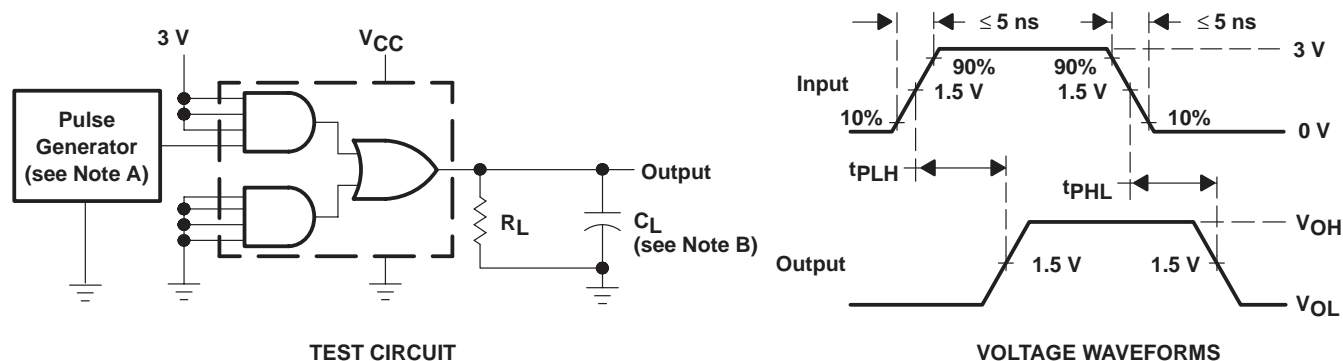 3 V
VCC
Pulse
Generator
(see Note A)
Output
RL
CL
(see Note B)
TEST CIRCUIT
≤ 5 ns
≤ 5 ns
3 V
90%
90%
Input
1.5 V
1.5 V
10%
10%
0 V
tPLH
tPHL
VOH
Output
1.5 V
1.5 V
VOL
VOLTAGE WAVEFORMS